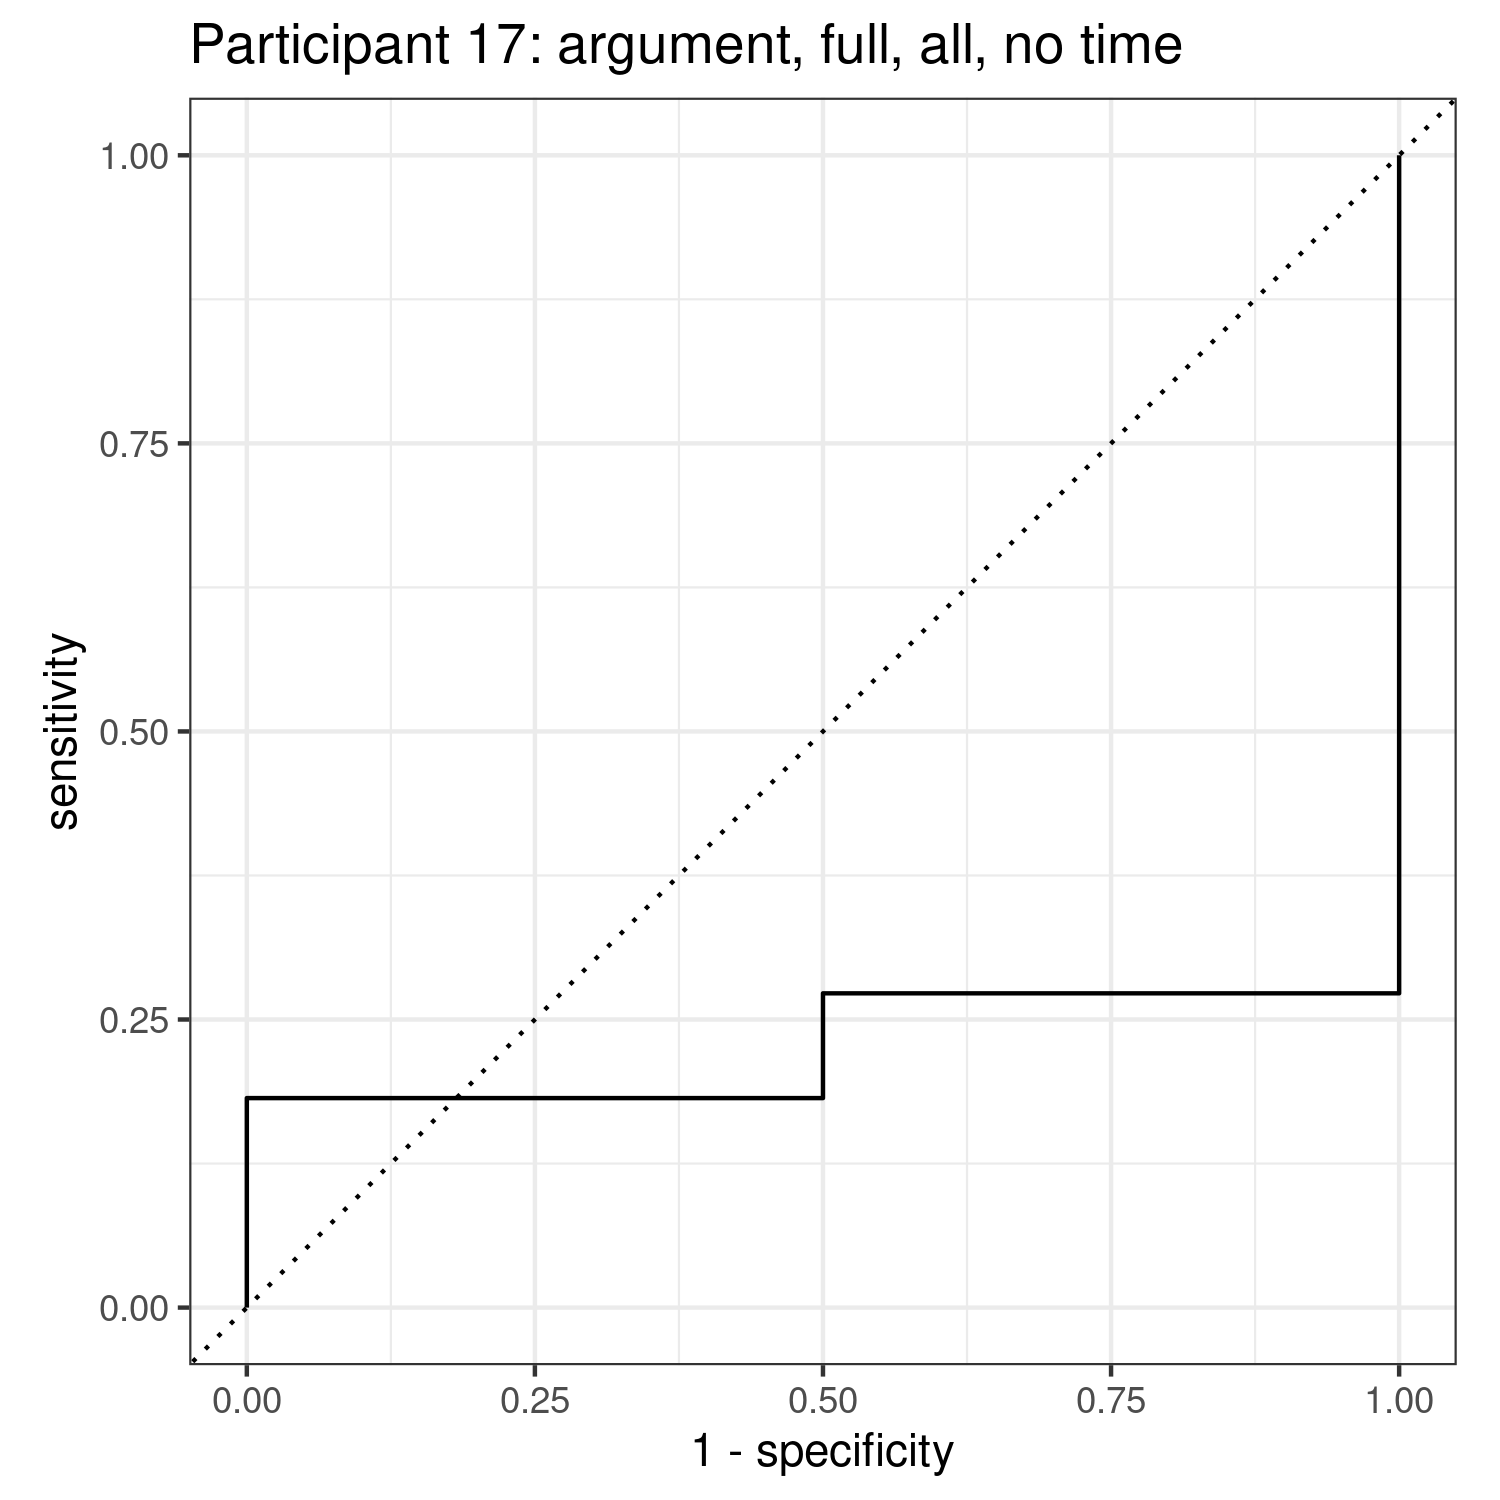 Participant 17: argument, full, all, no time
1.00
0.75
0.50
0.25
0.00
sensitivity
0.00 0.25 0.50 0.75 1.00
1 - specificity